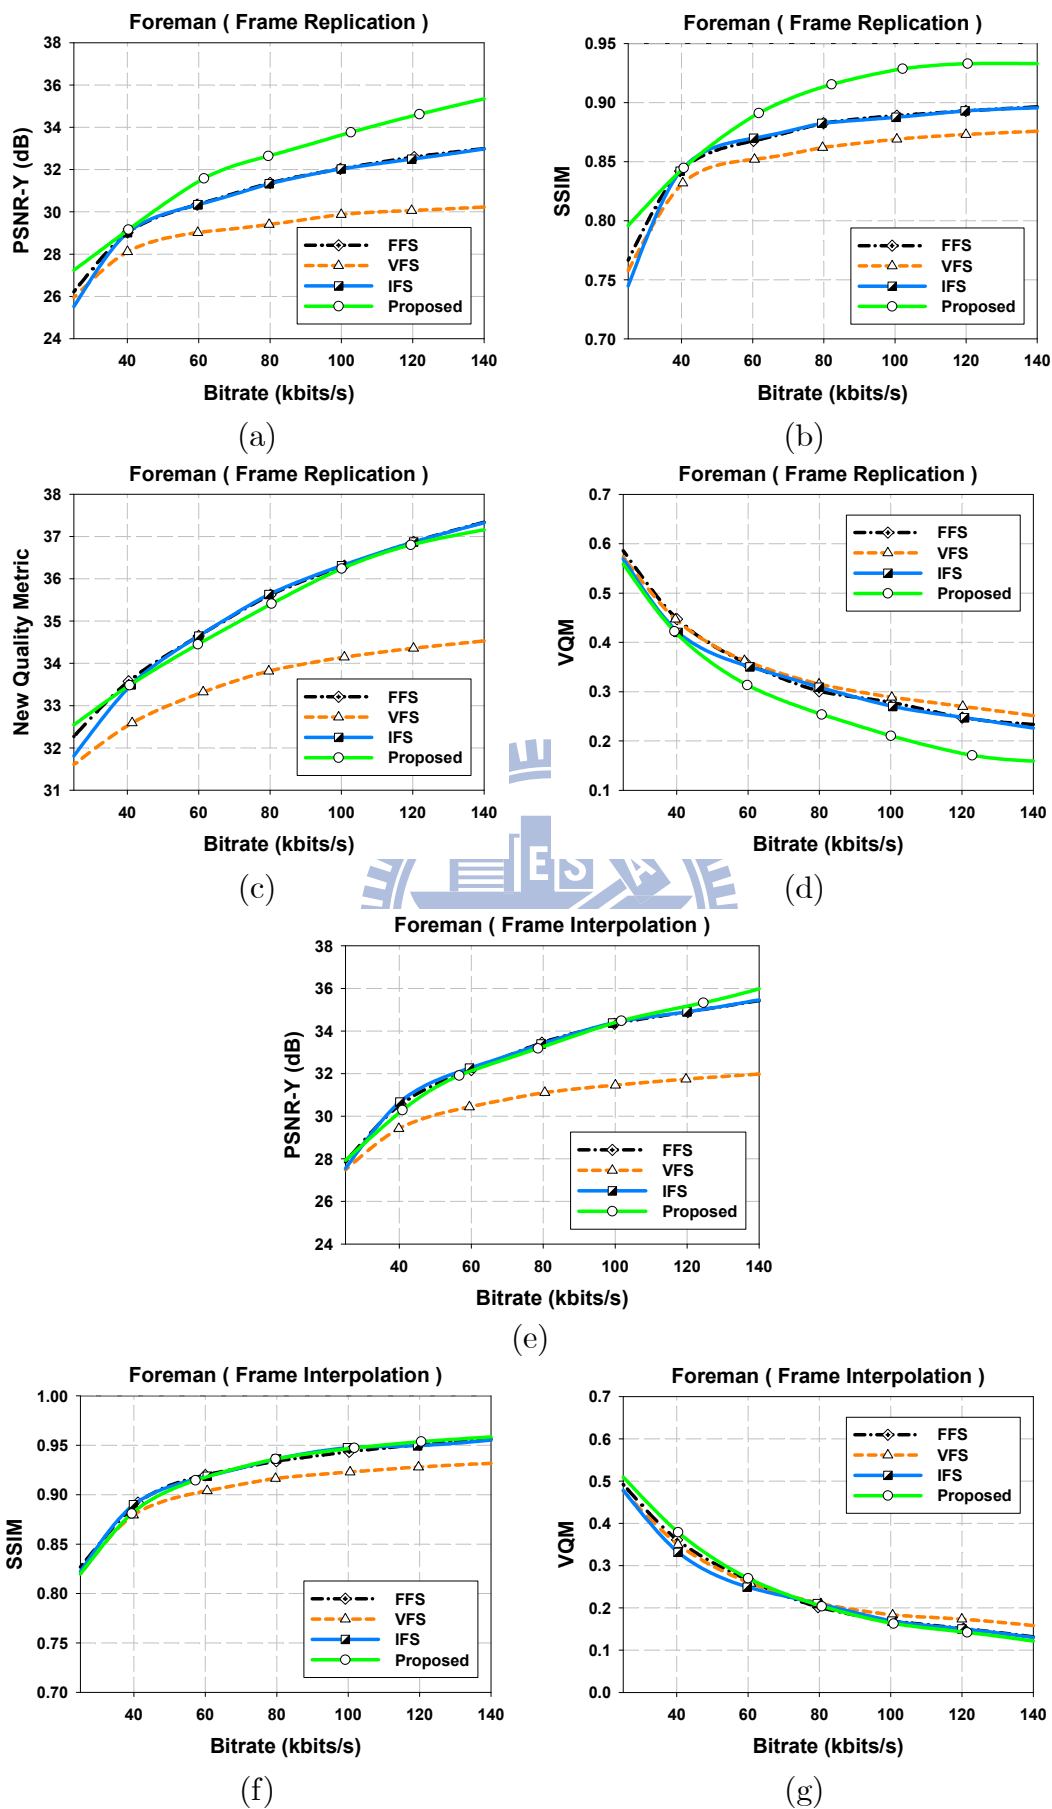 Foreman ( Frame Replication )
PSNR-Y (dB)
38
36
34
32
30
28
26
24
FFS
VFS
IFS
Proposed
40 60 80 100 120 140
Bitrate (kbits/s)
(a)
Foreman ( Frame Replication )
SSIM
0.95
0.90
0.85
0.80
0.75
0.70
FFS
VFS
IFS
Proposed
40 60 80 100 120 140
Bitrate (kbits/s)
(b)
Foreman ( Frame Replication )
New Quality Metric
38
37
36
35
34
33
32
31
FFS
VFS
IFS
Proposed
40 60 80 100 120 140
Bitrate (kbits/s)
(c)
Foreman ( Frame Replication )
VQM
0.7
0.6
0.5
0.4
0.3
0.2
0.1
FFS
VFS
IFS
Proposed
40 60 80 100 120 140
Bitrate (kbits/s)
(d)
E
E S A
Foreman ( Frame Interpolation )
PSNR-Y (dB)
38
36
34
32
30
28
26
24
FFS
VFS
IFS
Proposed
40 60 80 100 120 140
Bitrate (kbits/s)
(e)
Foreman ( Frame Interpolation )
SSIM
1.00
0.95
0.90
0.85
0.80
0.75
0.70
FFS
VFS
IFS
Proposed
40 60 80 100 120 140
Bitrate (kbits/s)
(f)
Foreman ( Frame Interpolation )
VQM
0.7
0.6
0.5
0.4
0.3
0.2
0.1
0.0
FFS
VFS
IFS
Proposed
40 60 80 100 120 140
Bitrate (kbits/s)
(g)